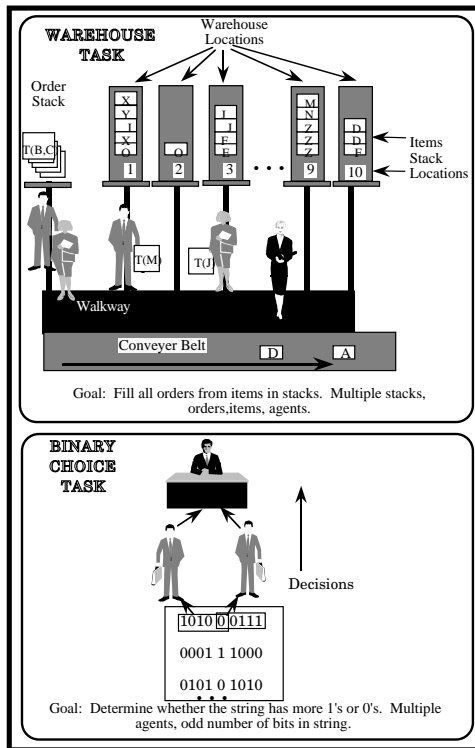 WAREHOUSE
TASK
Warehouse
Locations
Order
Stack
T(B,C
X
Y
J
X
O
1
O
2
J
F
E
3
• • •
M
N
Z
Z
Z
9
D
D
F
10
Items
Stack
Locations
T(M)
T(J)
Walkway
Conveyer Belt
D
A
Goal: Fill all orders from items in stacks. Multiple stacks,
orders,items, agents.
BINARY
CHOICE
TASK
Decisions
1010 0 0111
0001 1 1000
0101 0 1010
• • •
Goal: Determine whether the string has more 1's or 0's. Multiple
agents, odd number of bits in string.